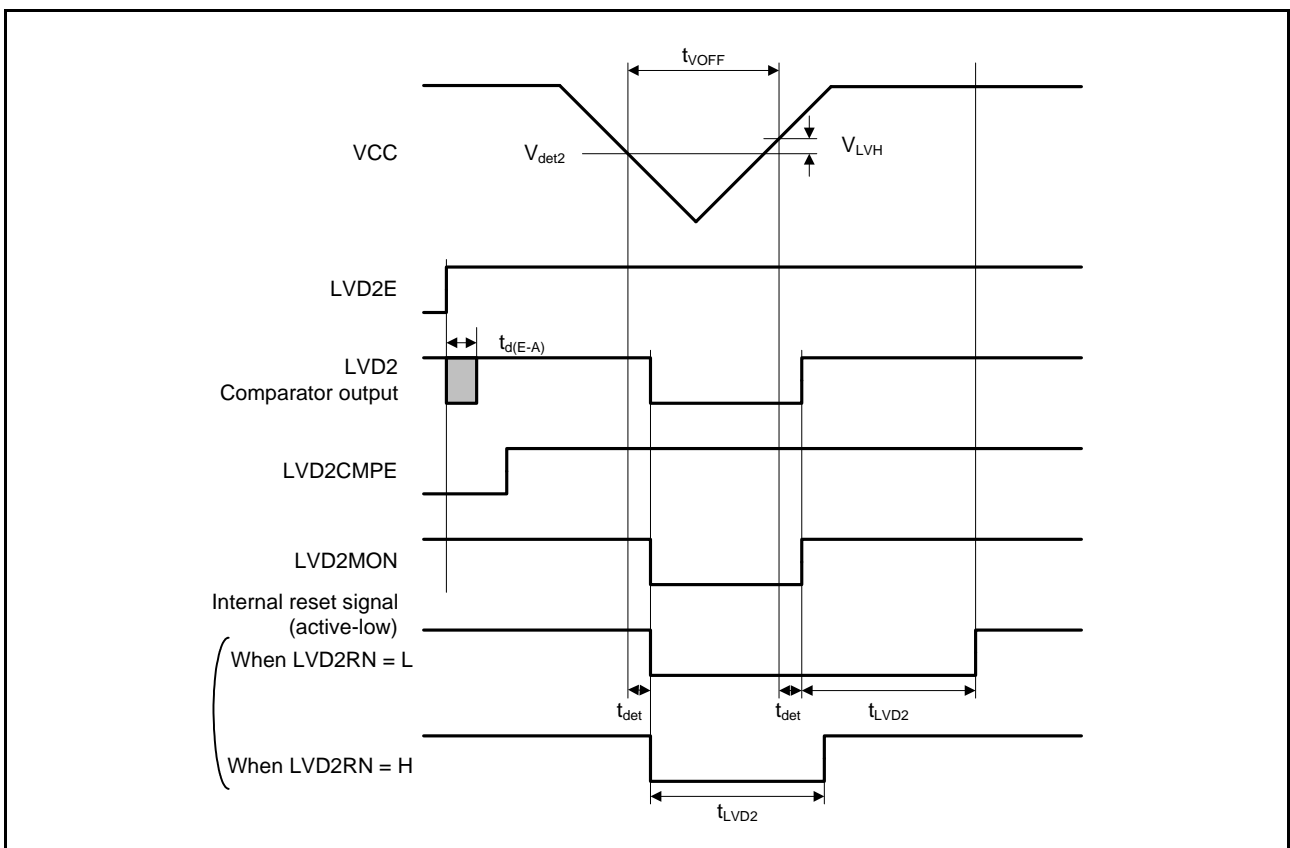 tVOFF
VCC
Vdet2
VLVH
LVD2E
td(E-A)
LVD2
Comparator output
LVD2CMPE
LVD2MON
Internal reset signal
(active-low)
When LVD2RN = L
tdet
tdet
tLVD2
When LVD2RN = H
tLVD2